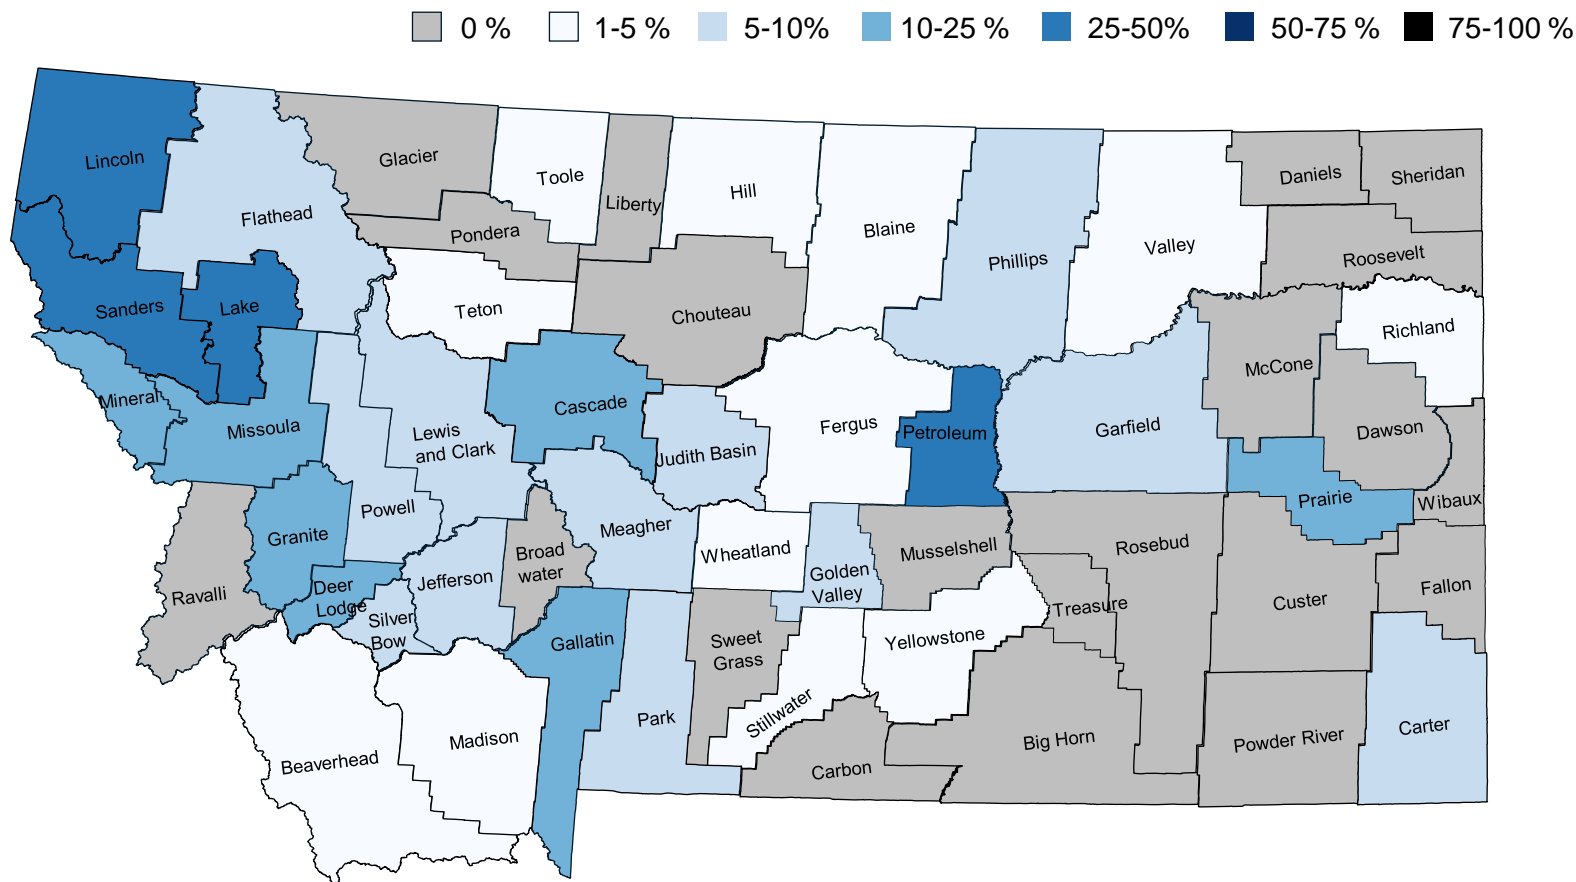 0 % 1-5 % 5-10% 10-25 % 25-50% 50-75 % 75-100 %
Lincoln
Flathead
Glacier
Toole
Liberty
Hill
Blaine
Phillips
Valley
Daniels
Sheridan
Pondera
Roosevelt
Sanders
Lake
Teton
Chouteau
Richland
McCone
Mineral
Missoula
Lewis
and Clark
Cascade
Judith Basin
Fergus
Petroleum
Garfield
Dawson
Prairie
Wibaux
Granite
Powell
Meagher
Wheatland
Golden
Valley
Musselshell
Rosebud
Ravalli
Deer
Lodge
Silver
Bow
Jefferson
Broad
water
Treasure
Custer
Fallon
Gallatin
Sweet
Grass
Yellowstone
Stillwater
Park
Beaverhead
Madison
Carbon
Big Horn
Powder River
Carter